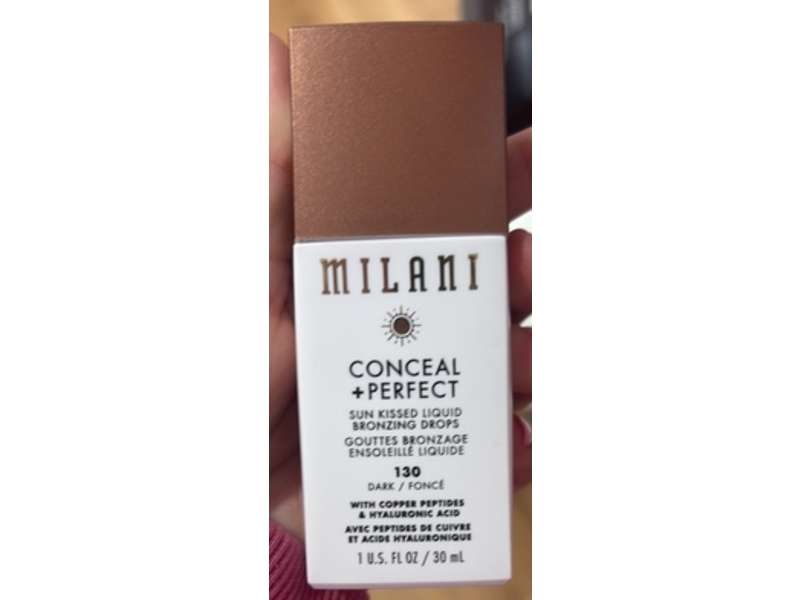 MILANI
CONCEAL
+PERFECT
SUN KISSED LIQUID
BRONZING DROPS
GOUTTES BRONZAGE
ENSOLEILLÉ LIQUIDE
130
DARK / FONCÉ
WITH COPPER PEPTIDES
& HYALURONIC ACID
AVEC PEPTIDES DE CUIVRE
ET ACIDE HYALURONIQUE
1 U.S. FL OZ / 30 mL